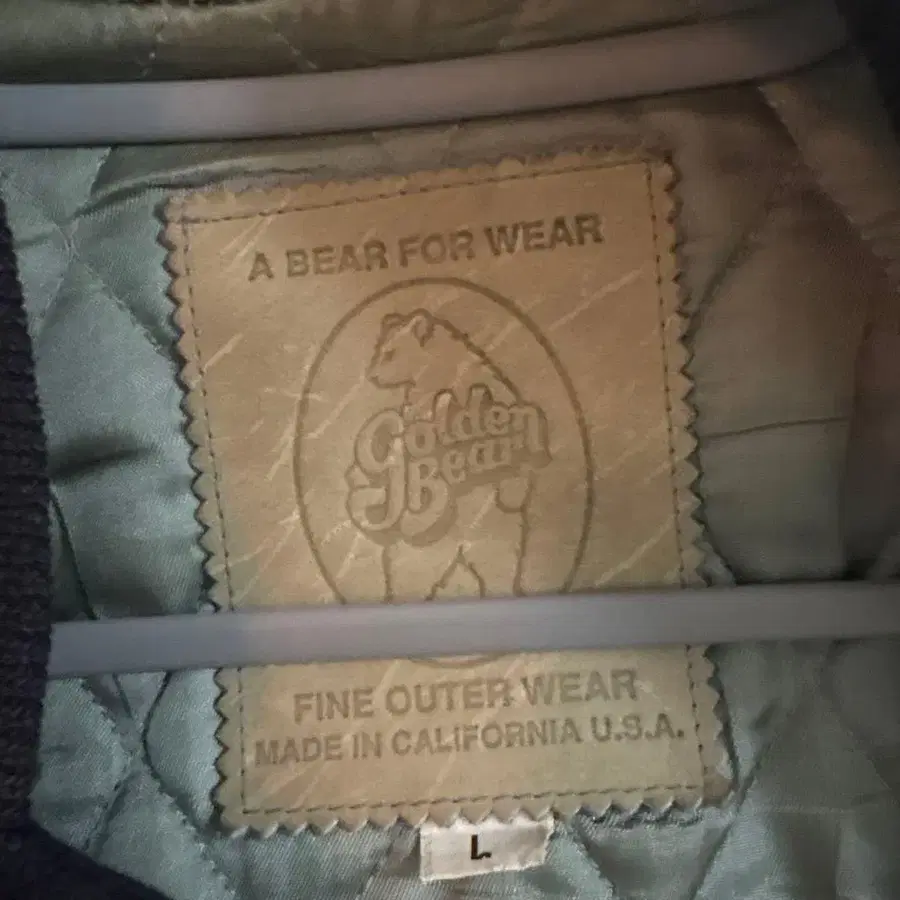 A BEAR FOR WEAR
Golden
Bear
FINE OUTER WEAR
MADE IN CALIFORNIA U.S.A.
L